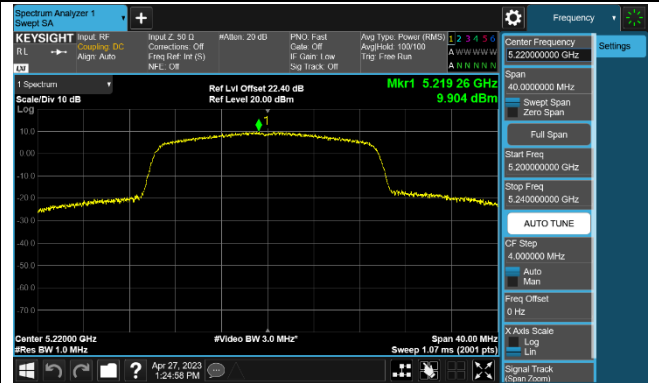 Spectrum Analyzer 1
Swept SA
Frequency
KEYSIGHT
RL
LXI
Input: RF
Coupling: DC
Align: Auto
Input Z: 50 Ω
Corrections: Off
Freq Ref: Int (S)
NFE: Off
#Atten: 20 dB
PNO: Fast
Gate: Off
IF Gain: Low
Sig Track: Off
Avg Type: Power (RMS)
Avg|Hold: 100/100
Trig: Free Run
1 2 3 4 5 6
A W W W W W
A N N N N N
1 Spectrum
Scale/Div 10 dB
Log
Ref Lvl Offset 22.40 dB
Ref Level 20.00 dBm
Mkr1 5.219 26 GHz
9.904 dBm
1
10.0
0.00
-10.0
-20.0
-30.0
-40.0
-50.0
-60.0
-70.0
Center 5.22000 GHz
#Res BW 1.0 MHz
#Video BW 3.0 MHz*
Span 40.00 MHz
Sweep 1.07 ms (2001 pts)
Apr 27, 2023
1:24:58 PM
Center Frequency
5.220000000 GHz
Settings
Span
40.0000000 MHz
Swept Span
Zero Span
Full Span
Start Freq
5.200000000 GHz
Stop Freq
5.240000000 GHz
AUTO TUNE
CF Step
4.000000 MHz
Auto
Man
Freq Offset
0 Hz
X Axis Scale
Log
Lin
Signal Track
(Span Zoom)